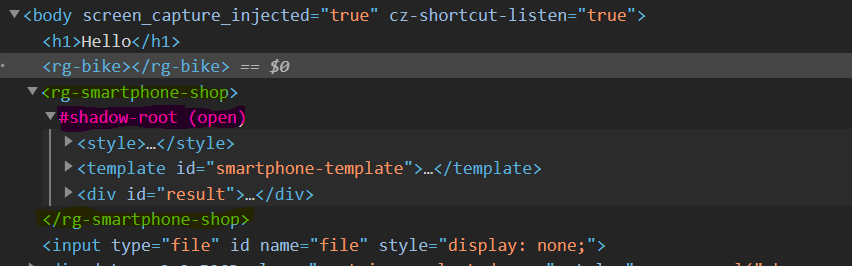 <body screen_capture_injected="true" cz-shortcut-listen="true">
<h1>Hello</h1>
<rg-bike></rg-bike> == $0
<rg-smartphone-shop>
#shadow-root (open)
<style>…</style>
<template id="smartphone-template">…</template>
<div id="result">…</div>
</rg-smartphone-shop>
<input type="file" id name="file" style="display: none;">